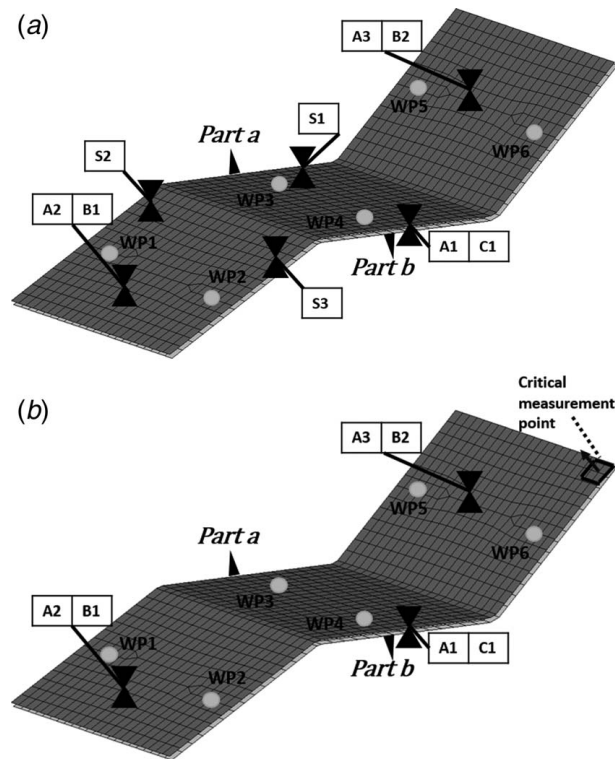 (a)
A3 B2
WP5
S1
Part a
S2
WP6
WP3
A2 B1
WP4
WP1
A1 C1
Part b
WP2
S3
(b)
Critical
measurement
point
A3 B2
WP5
Part a
WP6
WP3
A2 B1
WP4
WP1
A1 C1
Part b
WP2